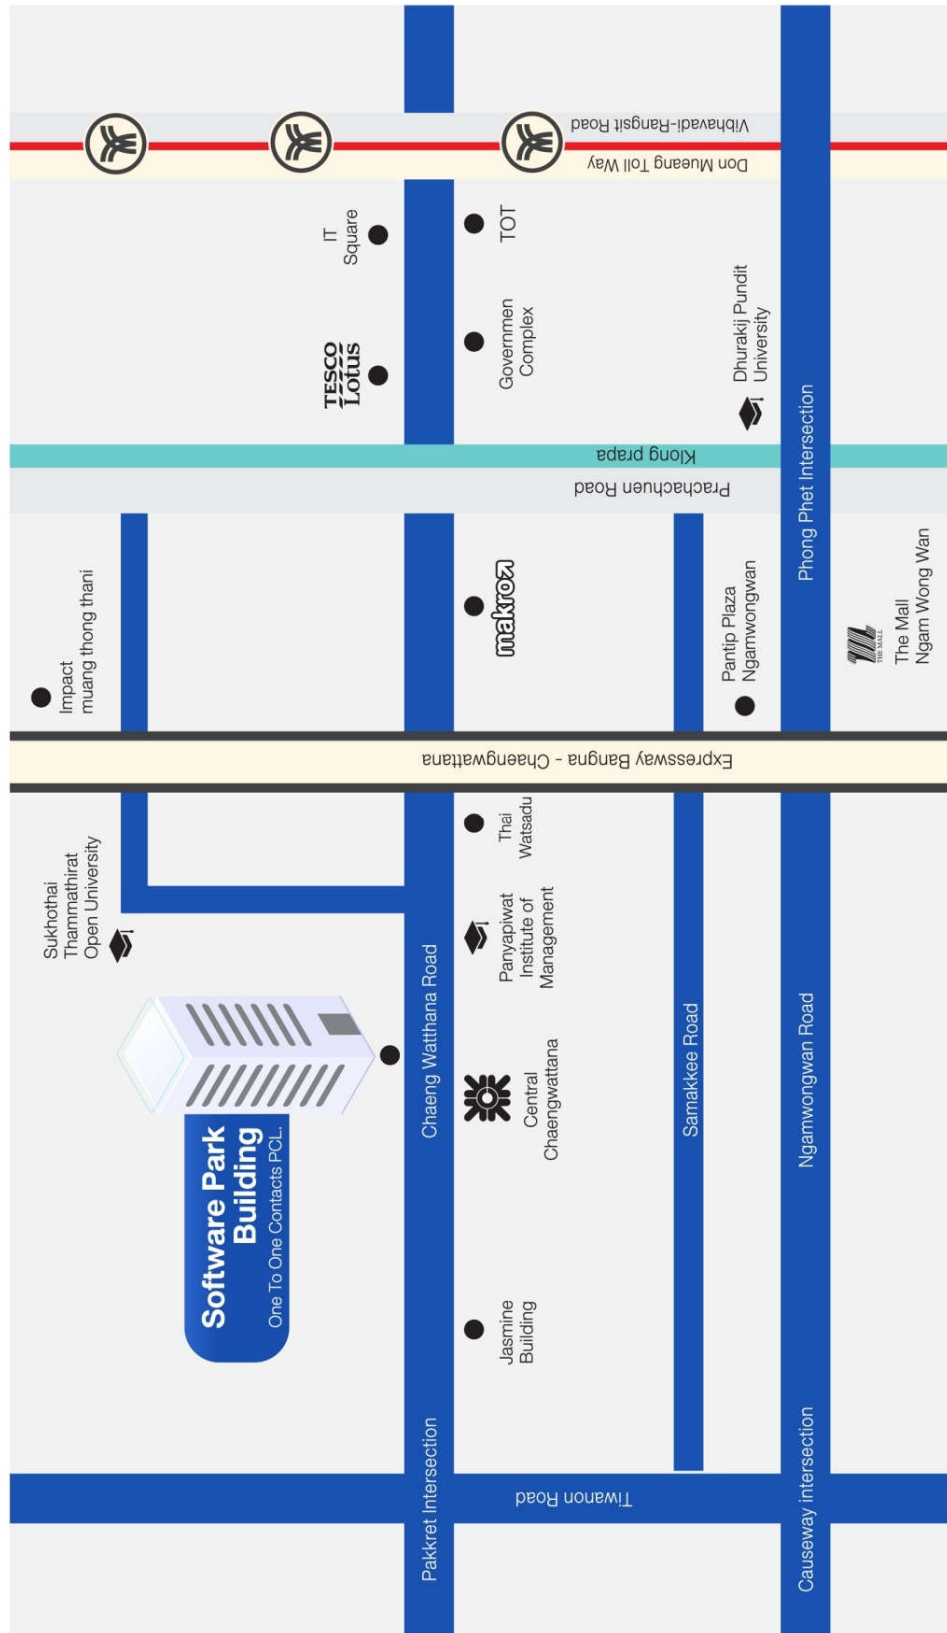 Sukhothai
Thammathirat
Open University
Impact
muang thong thani
Software Park
Building
One To One Contacts PCL.
TESCO
Lotus
IT
Square
Pakkret Intersection
Chaeng Watthana Road
Jasmine
Building
Central
Chaengwattana
Panyapiwat
Institute of
Management
Thai
Watsadu
makro
Governmen
Complex
TOT
Tiwanon Road
Expressway Bangna - Chaengwattana
Prachachuen Road
Klong prapa
Don Mueang Toll Way
Vibhavadi-Rangsit Road
Samakkee Road
Pantip Plaza
Ngamwongwan
Dhurakij Pundit
University
Causeway intersection
Ngamwongwan Road
Phong Phet Intersection
THE MALL
The Mall
Ngam Wong Wan